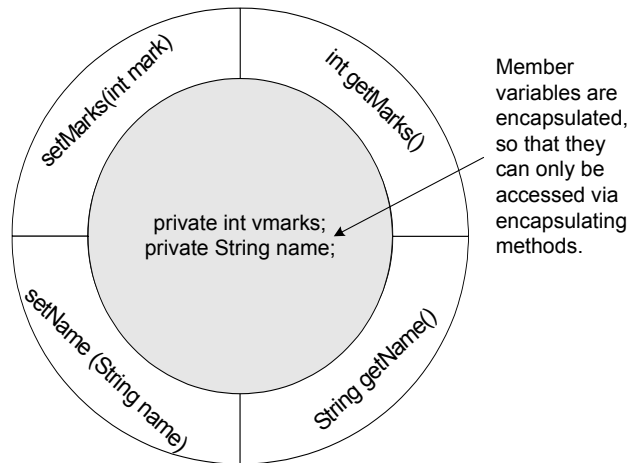 setMarks(int mark)
int getMarks()
private int vmarks;
private String name;
setName (String name)
String getName()
Member
variables are
encapsulated,
so that they
can only be
accessed via
encapsulating
methods.